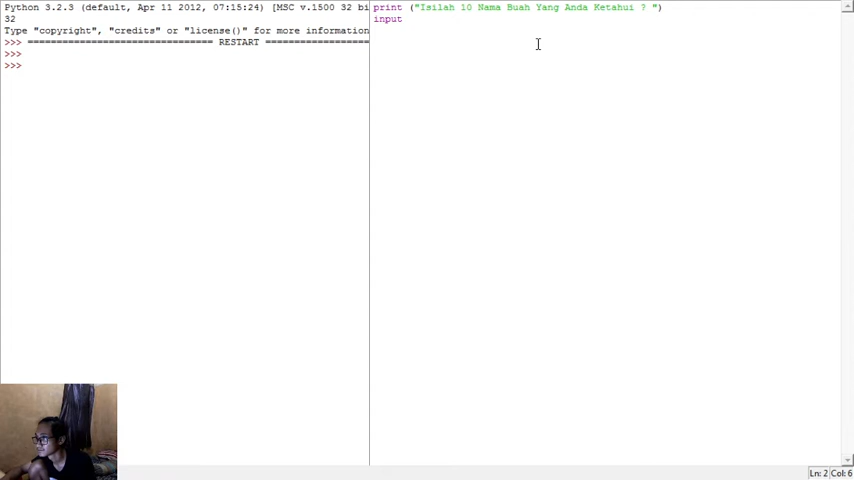 Python 3.2.3 (default, Apr 11 2012, 07:15:24) [MSC v.1500 32 bi
32
Type "copyright", "credits" or "license()" for more information
>>> ================================ RESTART ==================
>>>
>>>
print ("Isilah 10 Nama Buah Yang Anda Ketahui ? ")
input
Ln: 2 Col: 6